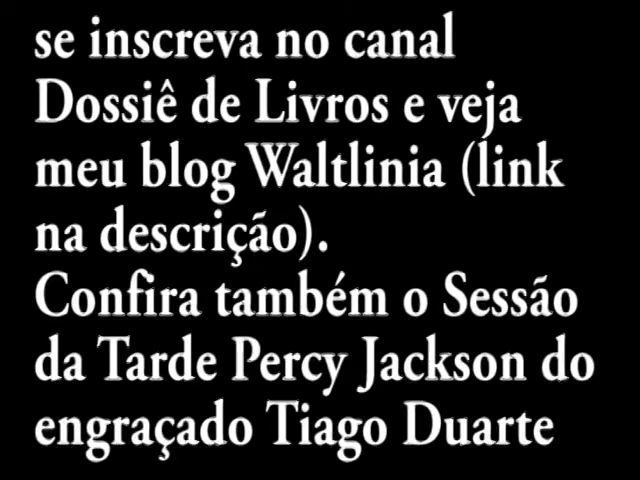 se inscreva no canal
Dossiê de Livros e veja
meu blog Waltlinia (link
na descrição).
Confira também o Sessão
da Tarde Percy Jackson do
engraçado Tiago Duarte